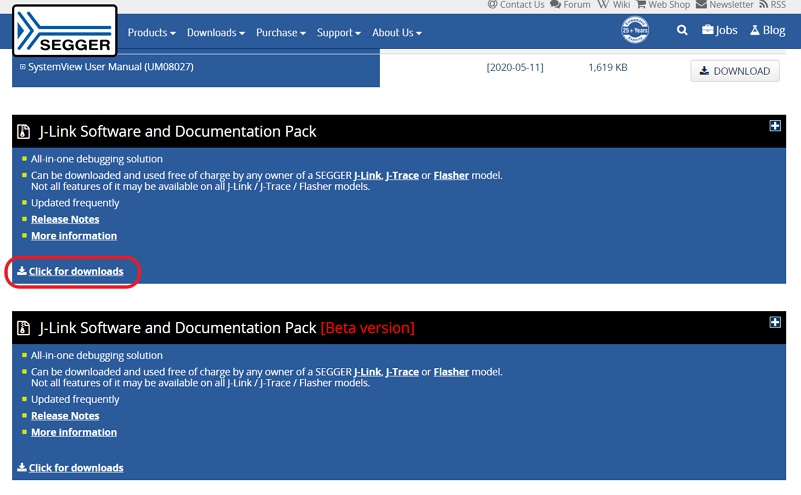 Contact Us Forum Wiki Web Shop Newsletter RSS
SEGGER
Products Downloads Purchase Support About Us
25+ Years
Jobs Blog
SystemView User Manual (UM08027) [2020-05-11] 1,619 KB DOWNLOAD
J-Link Software and Documentation Pack
All-in-one debugging solution
Can be downloaded and used free of charge by any owner of a SEGGER J-Link, J-Trace or Flasher model.
Not all features of it may be available on all J-Link / J-Trace / Flasher models.
Updated frequently
Release Notes
More information
Click for downloads
J-Link Software and Documentation Pack [Beta version]
All-in-one debugging solution
Can be downloaded and used free of charge by any owner of a SEGGER J-Link, J-Trace or Flasher model.
Not all features of it may be available on all J-Link / J-Trace / Flasher models.
Updated frequently
Release Notes
More information
Click for downloads